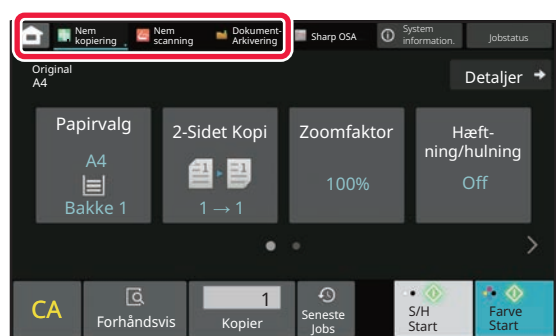 Nem
kopiering
Nem
scanning
Dokument-
Arkivering
Sharp OSA
System
information.
Jobstatus
Original
A4
Detaljer
Papirvalg
A4
Bakke 1
2-Sidet Kopi
1 1
1 → 1
Zoomfaktor
100%
Hæft-
ning/hulning
Off
CA
Forhåndsvis
1
Kopier
Seneste
Jobs
S/H
Start
Farve
Start